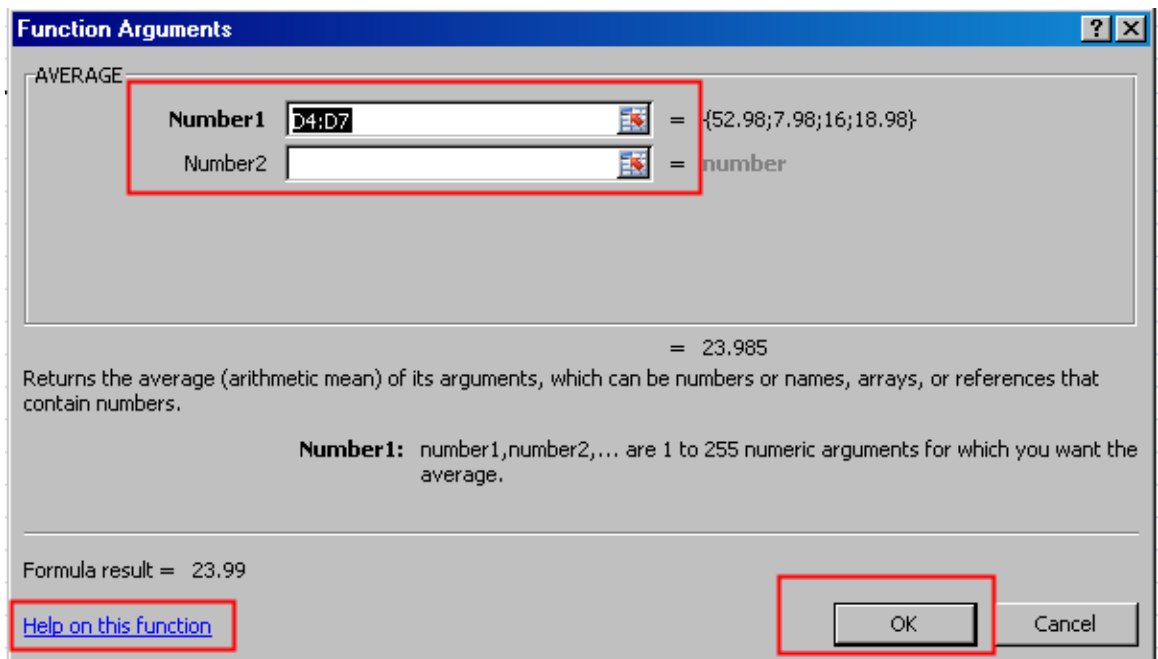 Function Arguments
AVERAGE
Number1 D4:D7 = {52.98;7.98;16;18.98}
Number2 = number
= 23.985
Returns the average (arithmetic mean) of its arguments, which can be numbers or names, arrays, or references that
contain numbers.
Number1: number1,number2,... are 1 to 255 numeric arguments for which you want the
average.
Formula result = 23.99
Help on this function
OK Cancel